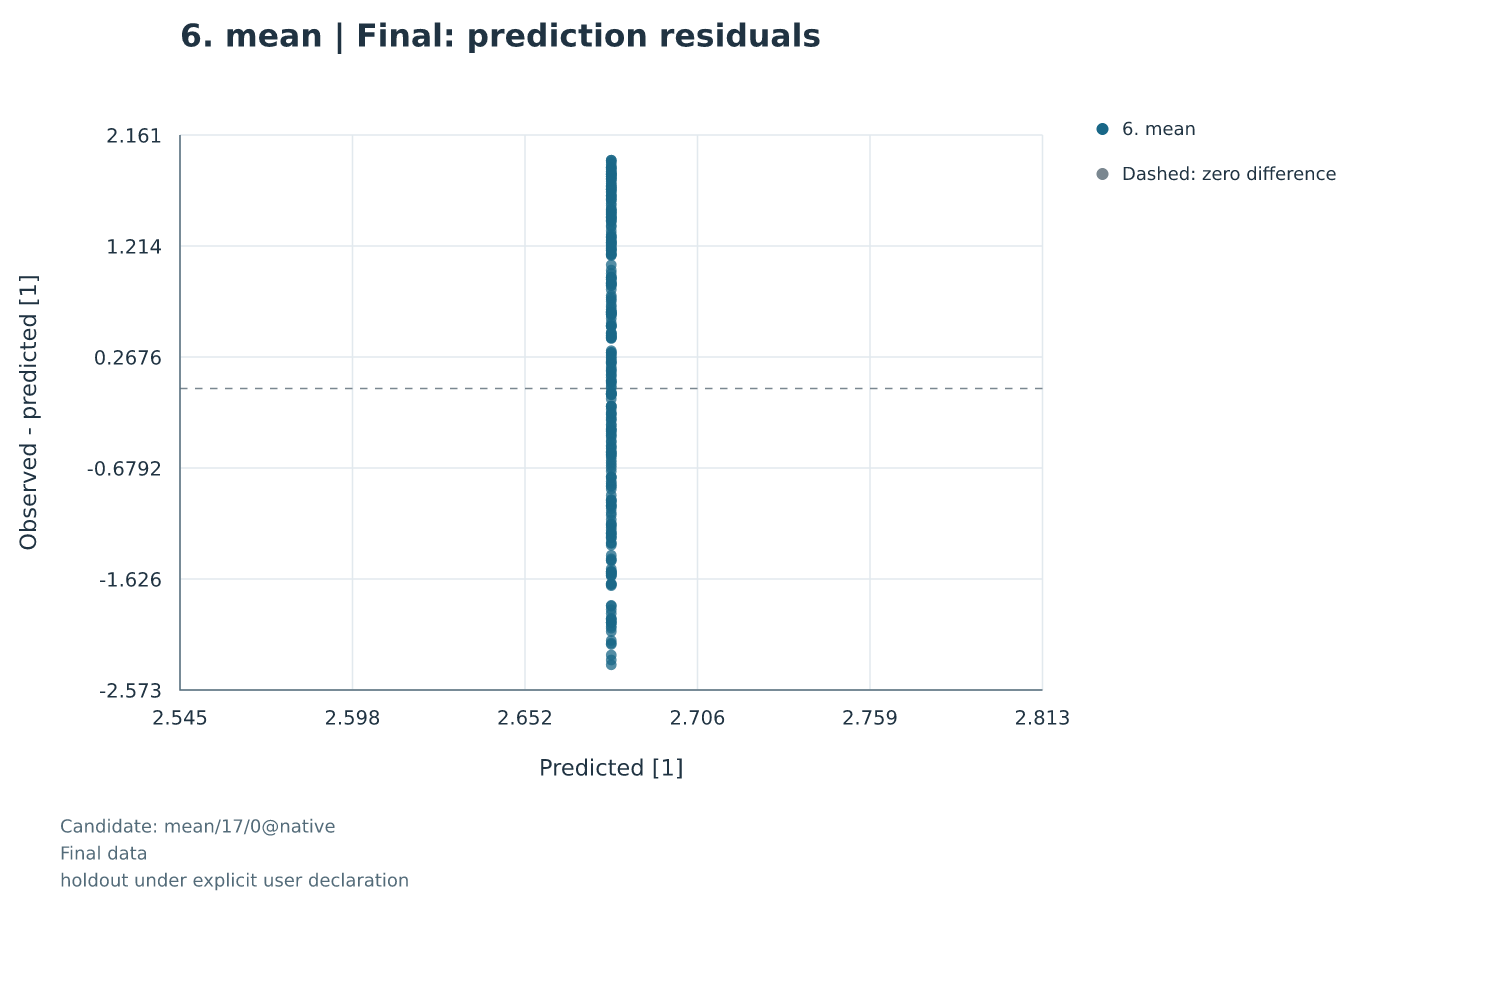 6. mean | Final: prediction residuals
2.161
1.214
0.2676
-0.6792
-1.626
-2.573
2.545
2.598
2.652
2.706
2.759
2.813
Observed - predicted [1]
Predicted [1]
6. mean
Dashed: zero difference
Candidate: mean/17/0@native
Final data
holdout under explicit user declaration